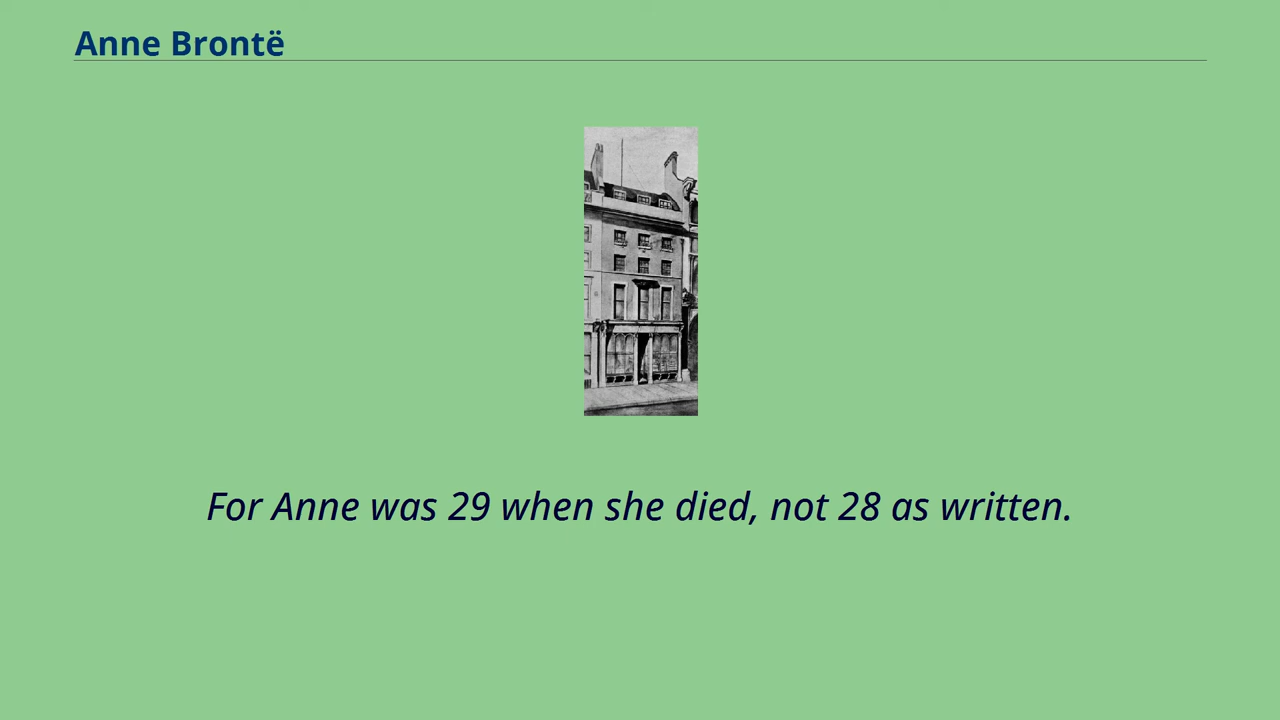 Anne Brontë
For Anne was 29 when she died, not 28 as written.